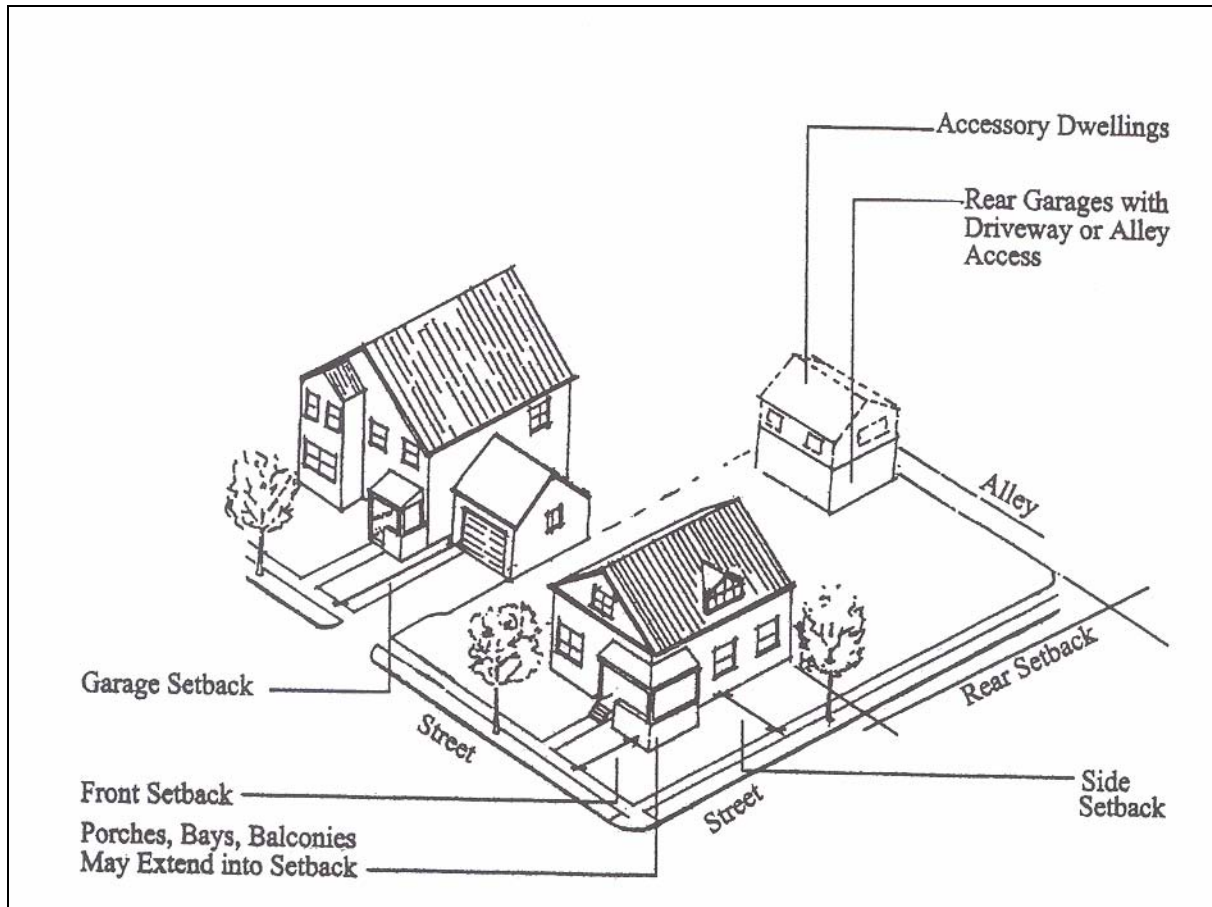 Accessory Dwellings
Rear Garages with
Driveway or Alley
Access
Alley
Rear Setback
Garage Setback
Street
Front Setback
Street
Side
Setback
Porches, Bays, Balconies
May Extend into Setback